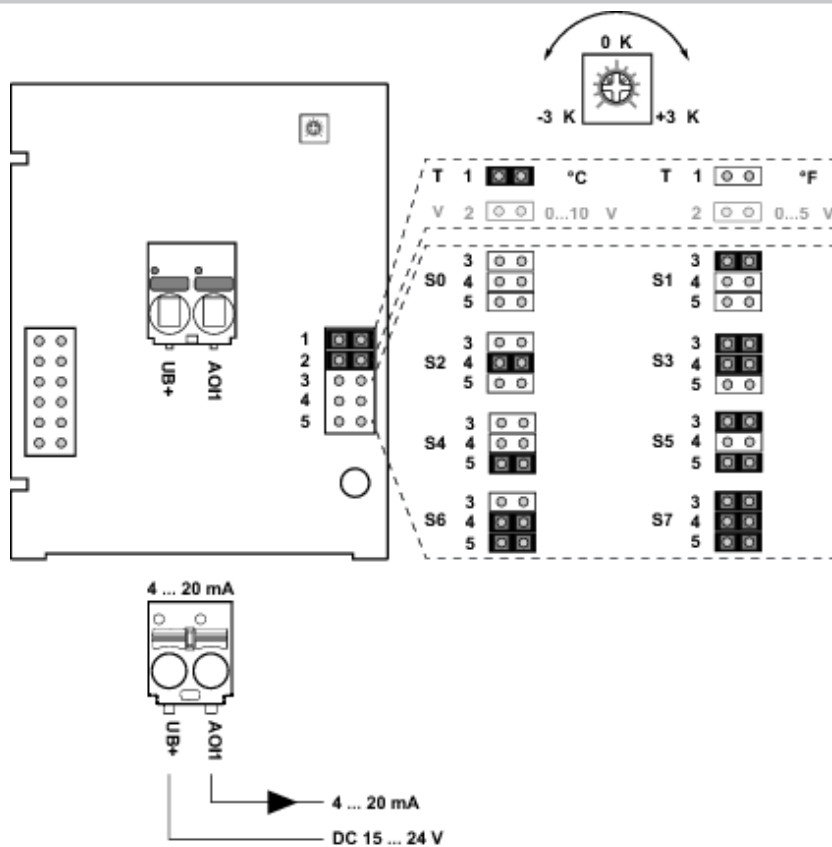 0 K
-3 K +3 K
T 1 °C T 1 °F
V 2 0...10 V 2 0...5 V
S0 3 4 5 S1 3 4 5
1
2
3
4
5
UB+ AOI1
S2 3 4 5 S3 3 4 5
S4 3 4 5 S5 3 4 5
S6 3 4 5 S7 3 4 5
4 ... 20 mA
UB+ AOI1
4 ... 20 mA
DC 15 ... 24 V